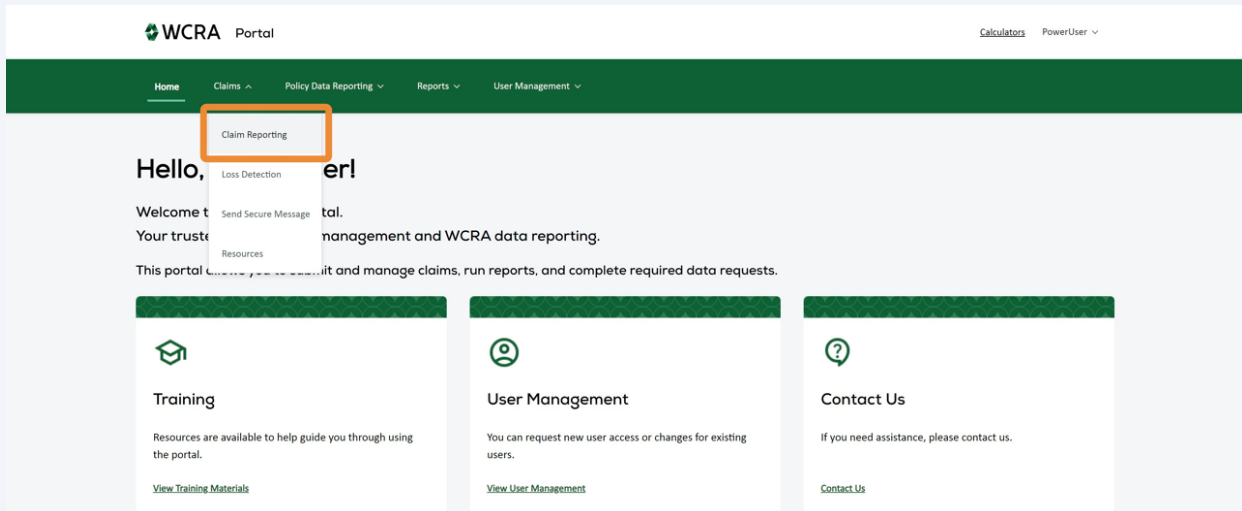 WCRA Portal
Calculators PowerUser
Home Claims Policy Data Reporting Reports User Management
Claim Reporting
Hello, er!
Loss Detection
Welcome t tal.
Send Secure Message
Your truste management and WCRA data reporting.
Resources
This portal it and manage claims, run reports, and complete required data requests.
Training
Resources are available to help guide you through using
the portal.
View Training Materials
User Management
You can request new user access or changes for existing
users.
View User Management
Contact Us
If you need assistance, please contact us.
Contact Us